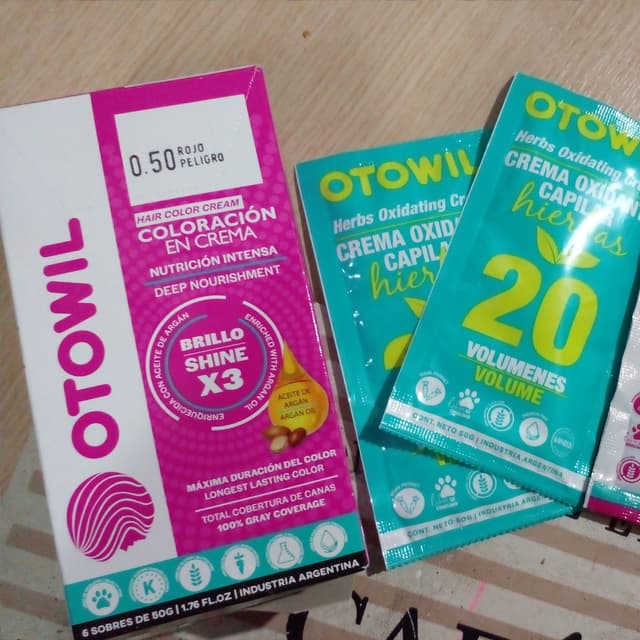 OTOWIL
0.50 ROJO
PELIGRO
HAIR COLOR CREAM
COLORACIÓN
EN CREMA
NUTRICIÓN INTENSA
DEEP NOURISHMENT
ENRIQUECIDA CON ACEITE DE ARGÁN
ENRICHED WITH ARGAN OIL
BRILLO
SHINE
X3
ACEITE DE
ARGÁN
ARGAN OIL
MÁXIMA DURACIÓN DEL COLOR
LONGEST LASTING COLOR
TOTAL COBERTURA DE CANAS
100% GRAY COVERAGE
K
6 SOBRES DE 50G | 1.76 FL.OZ | INDUSTRIA ARGENTINA
OTOWIL
Herbs Oxidating Cr
CREMA OXIDA
CAPILA
hier
CONT. NETO 50G | INDUSTRIA ARGENTINA
OTOW
Herbs Oxidating
CREMA OXIDAN
CAPILAR
hierbas
20
VOLUMENES
VOLUME
CONT. NETO 50G | INDUSTRIA ARGENTINA